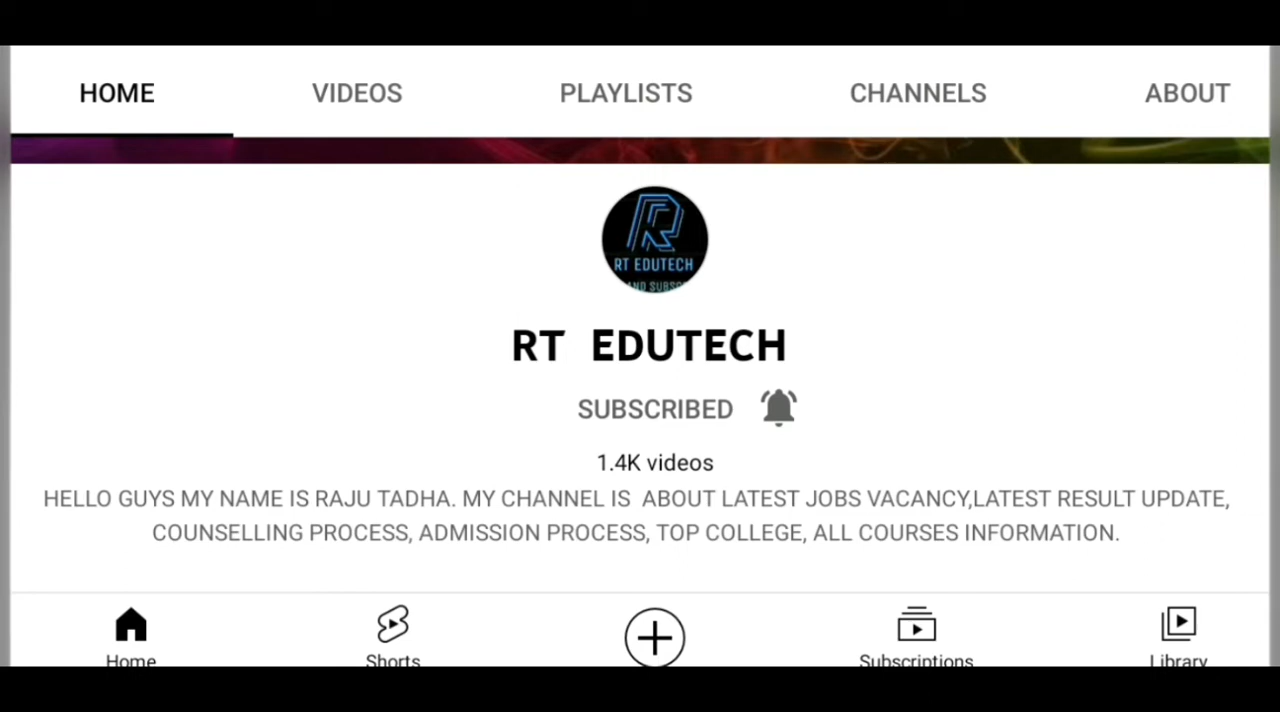 HOME VIDEOS PLAYLISTS CHANNELS ABOUT
RT EDUTECH
AND SUBSC
RT EDUTECH
SUBSCRIBED
1.4K videos
HELLO GUYS MY NAME IS RAJU TADHA. MY CHANNEL IS ABOUT LATEST JOBS VACANCY,LATEST RESULT UPDATE,
COUNSELLING PROCESS, ADMISSION PROCESS, TOP COLLEGE, ALL COURSES INFORMATION.
Home Shorts Subscriptions Library